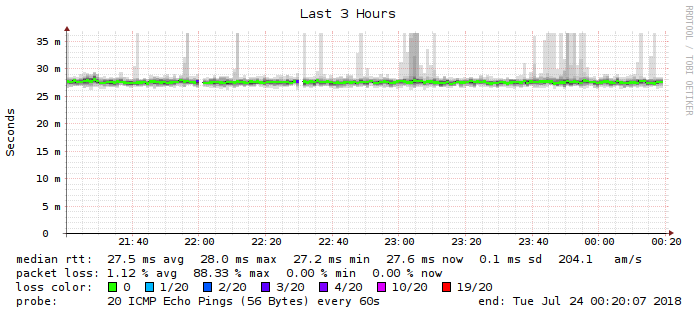 Last 3 Hours
RRDTOOL / TOBI OETIKER
Seconds
35 m
30 m
25 m
20 m
15 m
10 m
5 m
0
21:40 22:00 22:20 22:40 23:00 23:20 23:40 00:00 00:20
median rtt: 27.5 ms avg 28.0 ms max 27.2 ms min 27.6 ms now 0.1 ms sd 204.1 am/s
packet loss: 1.12 % avg 88.33 % max 0.00 % min 0.00 % now
loss color: 0 1/20 2/20 3/20 4/20 10/20 19/20
probe: 20 ICMP Echo Pings (56 Bytes) every 60s end: Tue Jul 24 00:20:07 2018